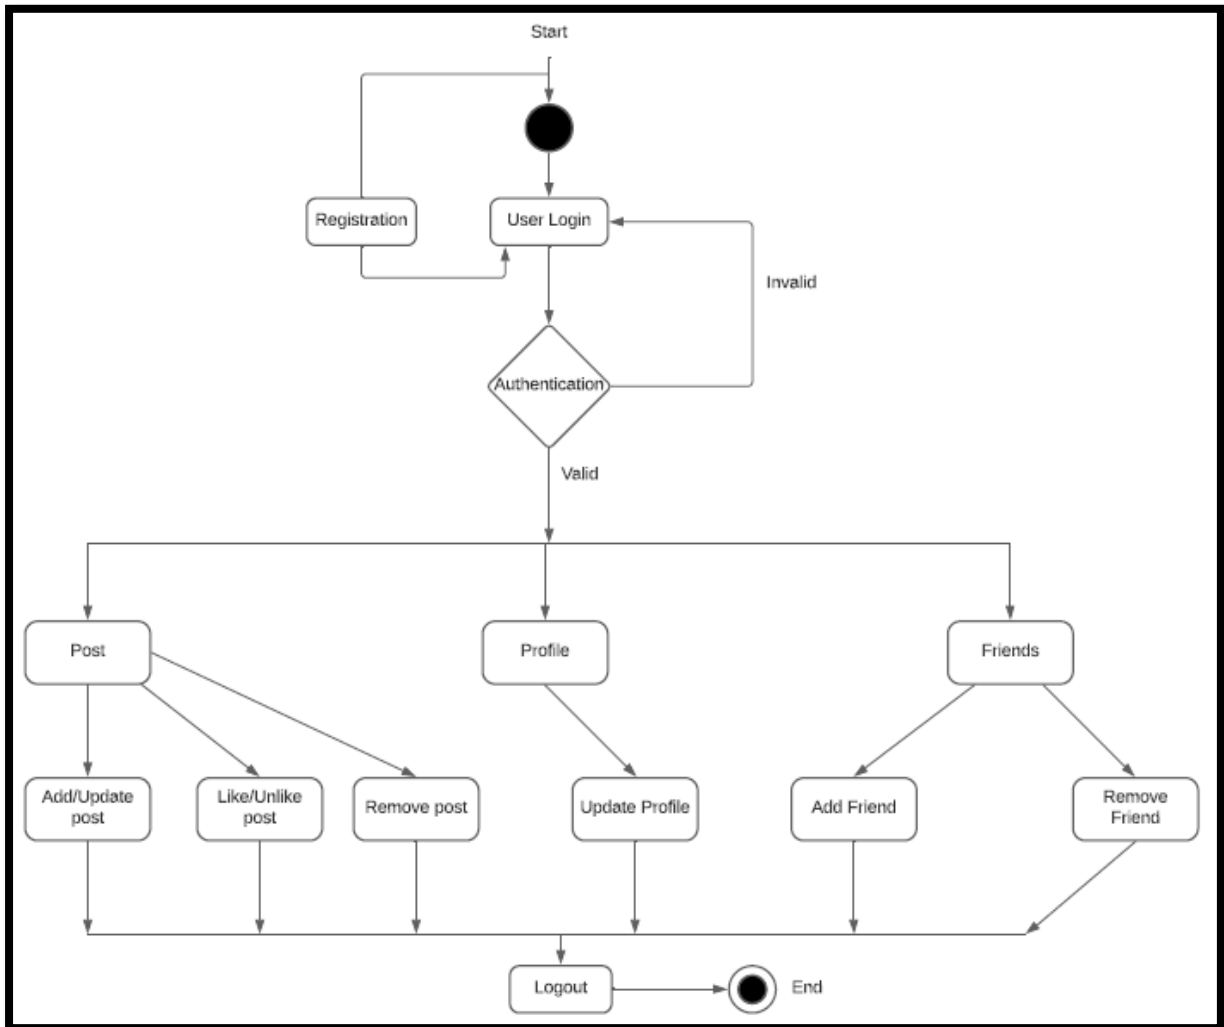 Start
Registration
User Login
Invalid
Authentication
Valid
Post
Profile
Friends
Add/Update
post
Like/Unlike
post
Remove post
Update Profile
Add Friend
Remove
Friend
Logout
End